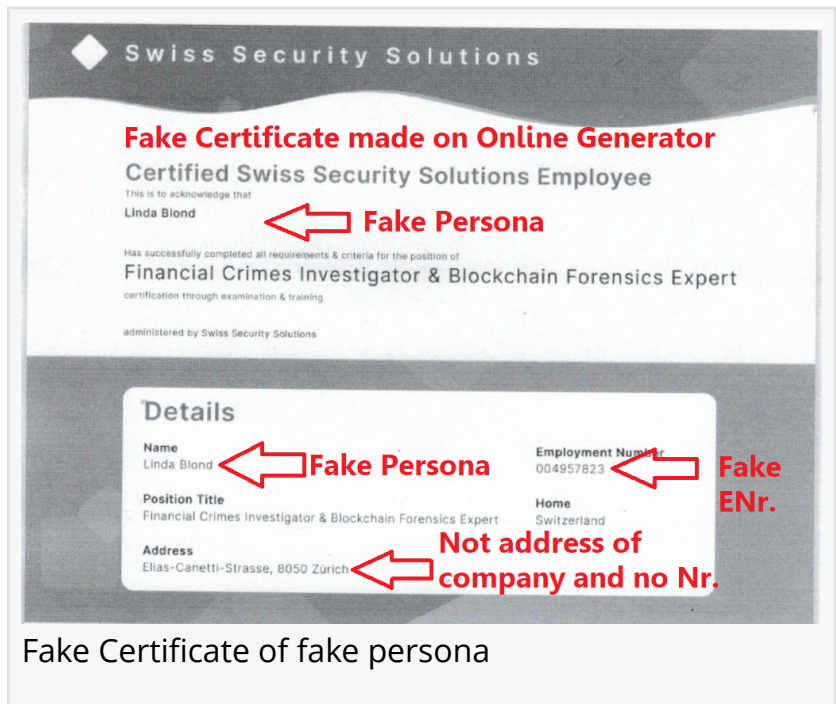 Swiss Security Solutions
Fake Certificate made on Online Generator
Certified Swiss Security Solutions Employee
This is to acknowledge that
Linda Blond
Fake Persona
Has successfully completed all requirements & criteria for the position of
Financial Crimes Investigator & Blockchain Forensics Expert
certification through examination & training
administered by Swiss Security Solutions
Details
Name
Linda Blond
Fake Persona
Employment Number
004957823
Fake
ENr.
Position Title
Financial Crimes Investigator & Blockchain Forensics Expert
Home
Switzerland
Address
Elias-Canetti-Strasse, 8050 Zürich
Not address of
company and no Nr.
Fake Certificate of fake persona